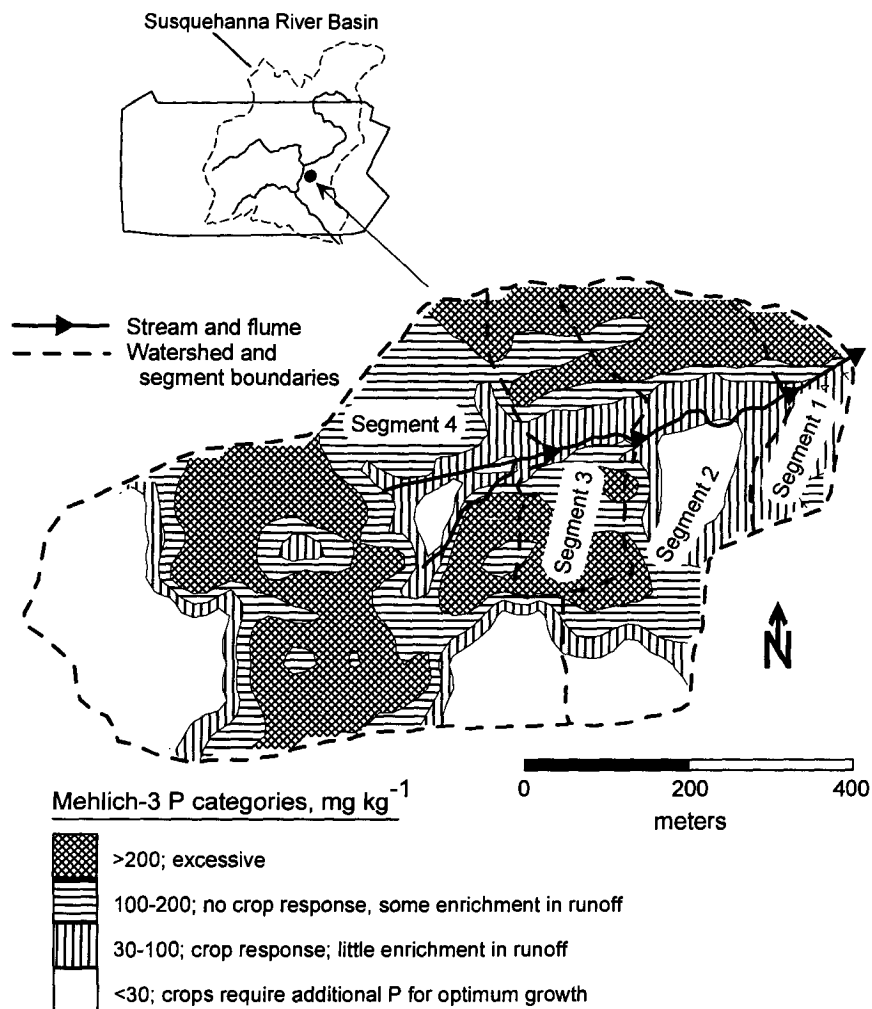 Susquehanna River Basin
Stream and flume
Watershed and
segment boundaries
Segment 4
Segment 3
Segment 2
Segment 1
N
0 200 400
meters
Mehlich-3 P categories, mg kg⁻¹
>200; excessive
100-200; no crop response, some enrichment in runoff
30-100; crop response; little enrichment in runoff
<30; crops require additional P for optimum growth